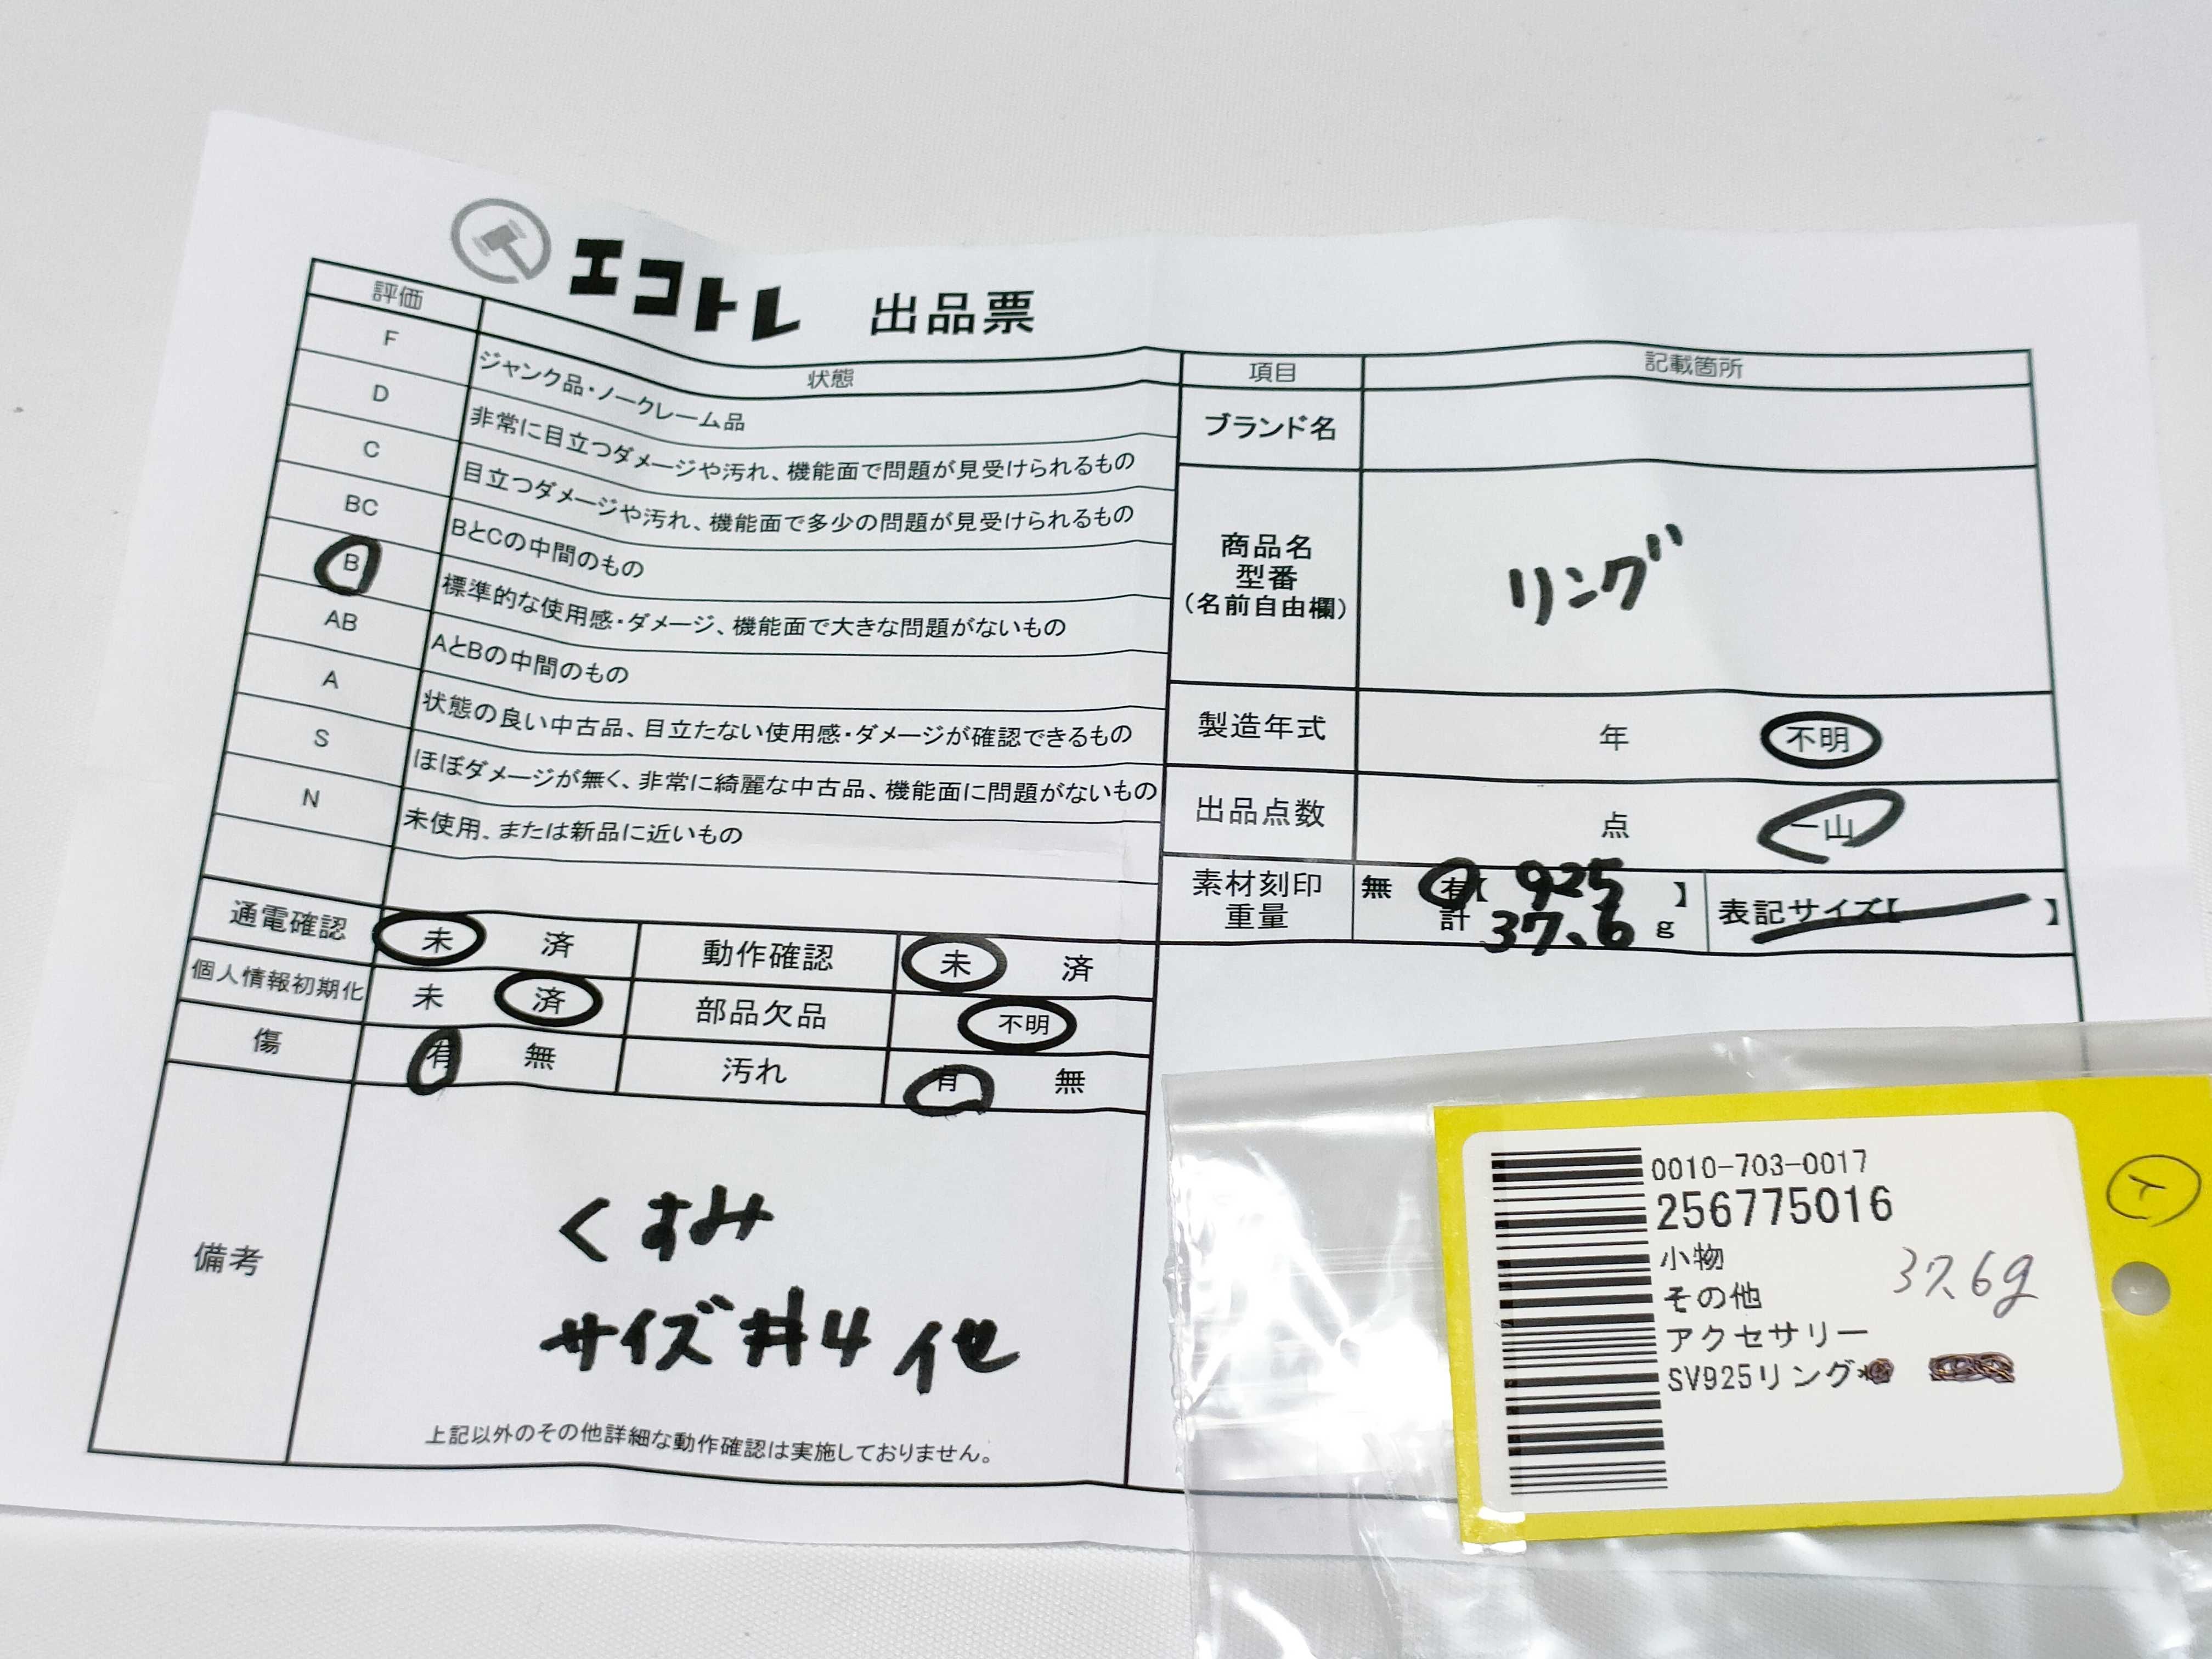 エコトレ 出品票
評価 状態
F ジャンク品・ノークレーム品
D 非常に目立つダメージや汚れ、機能面で問題が見受けられるもの
C 目立つダメージや汚れ、機能面で多少の問題が見受けられるもの
BC BとCの中間のもの
B 標準的な使用感・ダメージ、機能面で大きな問題がないもの
AB AとBの中間のもの
A 状態の良い中古品、目立たない使用感・ダメージが確認できるもの
S ほぼダメージが無く、非常に綺麗な中古品、機能面に問題がないもの
N 未使用、または新品に近いもの
通電確認 未 済 動作確認 未 済
個人情報初期化 未 済 部品欠品 不明
傷 有 無 汚れ 有 無
備考
くすみ
サイズ#4 他
上記以外のその他詳細な動作確認は実施しておりません。
項目 記載箇所
ブランド名
商品名
型番
(名前自由欄)
リング
製造年式 年 不明
出品点数 点 一山
素材刻印 無 有【 925 】
重量 計 37.6 g
表記サイズ【 】
0010-703-0017
256775016
小物
その他
アクセサリー
SV925リング
37.6g